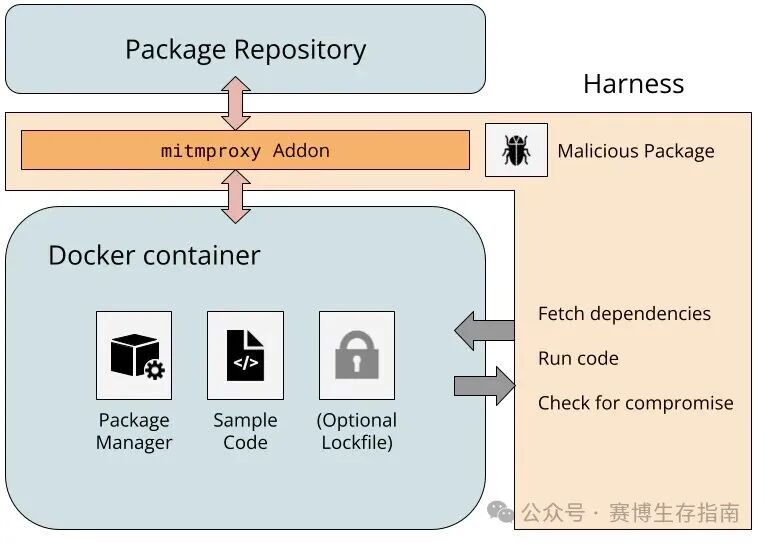 Package Repository
Harness
mitmproxy Addon
Malicious Package
Docker container
</>
Package
Manager
Sample
Code
(Optional
Lockfile)
Fetch dependencies
Run code
Check for compromise
公众号 · 赛博生存指南